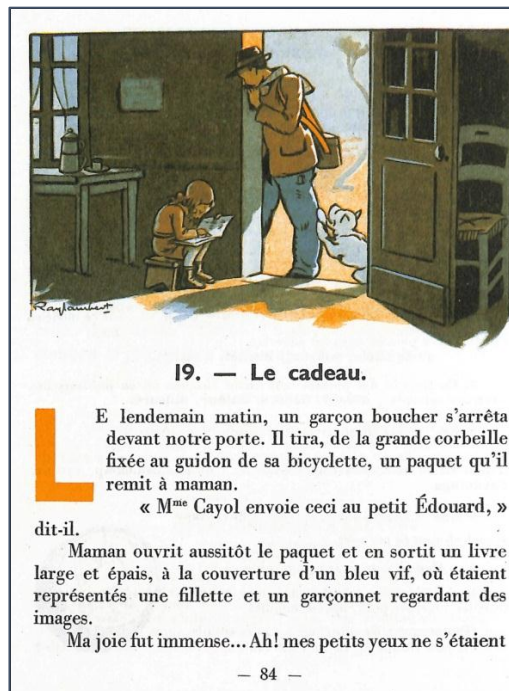 Raylambert
19. — Le cadeau.
LE lendemain matin, un garçon boucher s'arrêta
devant notre porte. Il tira, de la grande corbeille
fixée au guidon de sa bicyclette, un paquet qu'il
remit à maman.
« Mme Cayol envoie ceci au petit Édouard, »
dit-il.
Maman ouvrit aussitôt le paquet et en sortit un livre
large et épais, à la couverture d'un bleu vif, où étaient
représentés une fillette et un garçonnet regardant des
images.
Ma joie fut immense... Ah! mes petits yeux ne s'étaient
— 84 —